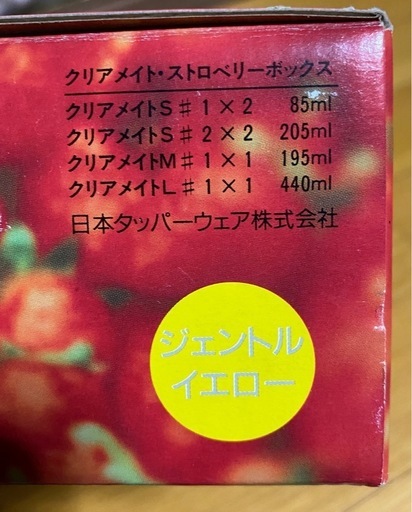 クリアメイト・ストロベリーボックス
クリアメイトS♯1×2 85ml
クリアメイトS♯2×2 205ml
クリアメイトM♯1×1 195ml
クリアメイトL♯1×1 440ml
日本タッパーウェア株式会社
ジェントル
イエロー